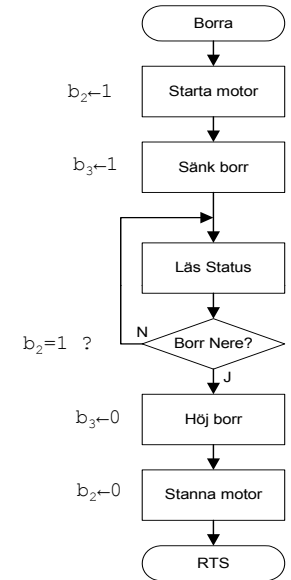 Borra
b₂←1
Starta motor
b₃←1
Sänk borr
Läs Status
N
b₂=1 ?
Borr Nere?
J
b₃←0
Höj borr
b₂←0
Stanna motor
RTS